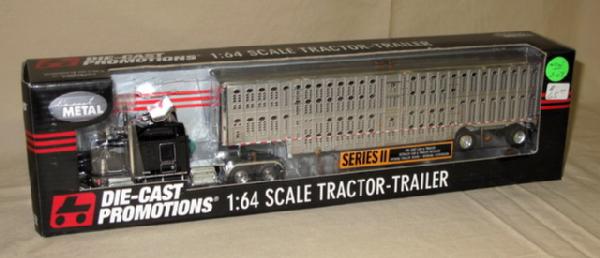 DIE-CAST
PROMOTIONS® 1:64 SCALE TRACTOR-TRAILER
METAL
SERIES II
DIE-CAST
PROMOTIONS® 1:64 SCALE TRACTOR-TRAILER